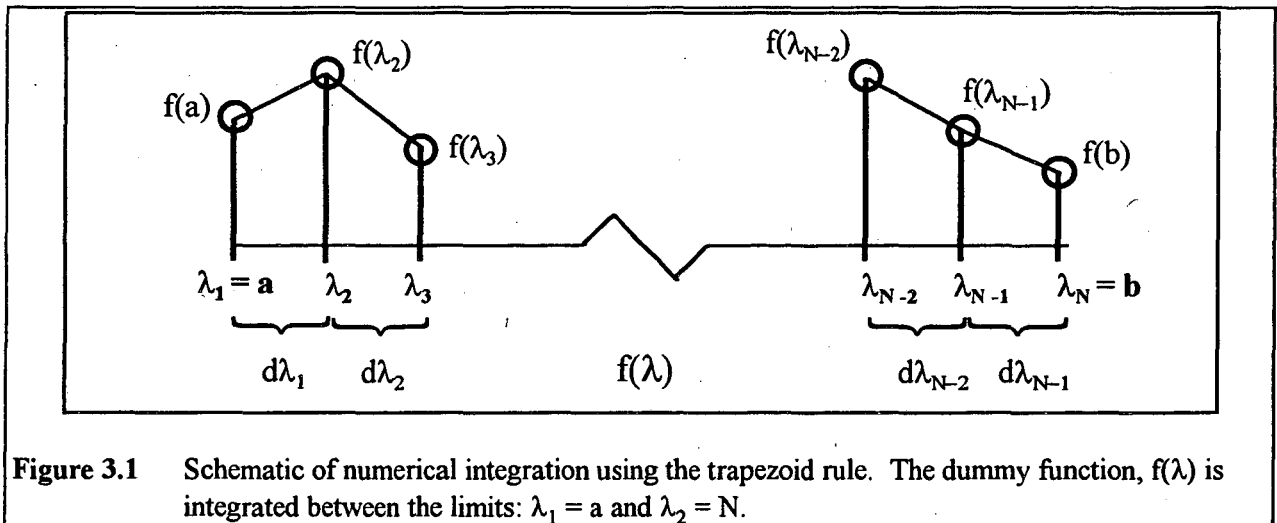 f(a)
f(λ₂)
f(λ₃)
f(λN–2)
f(λN–1)
f(b)
λ₁ = a λ₂ λ₃ λN-2 λN-1 λN = b
dλ₁ dλ₂ f(λ) dλN–2 dλN–1
Figure 3.1 Schematic of numerical integration using the trapezoid rule. The dummy function, f(λ) is
integrated between the limits: λ₁ = a and λ₂ = N.